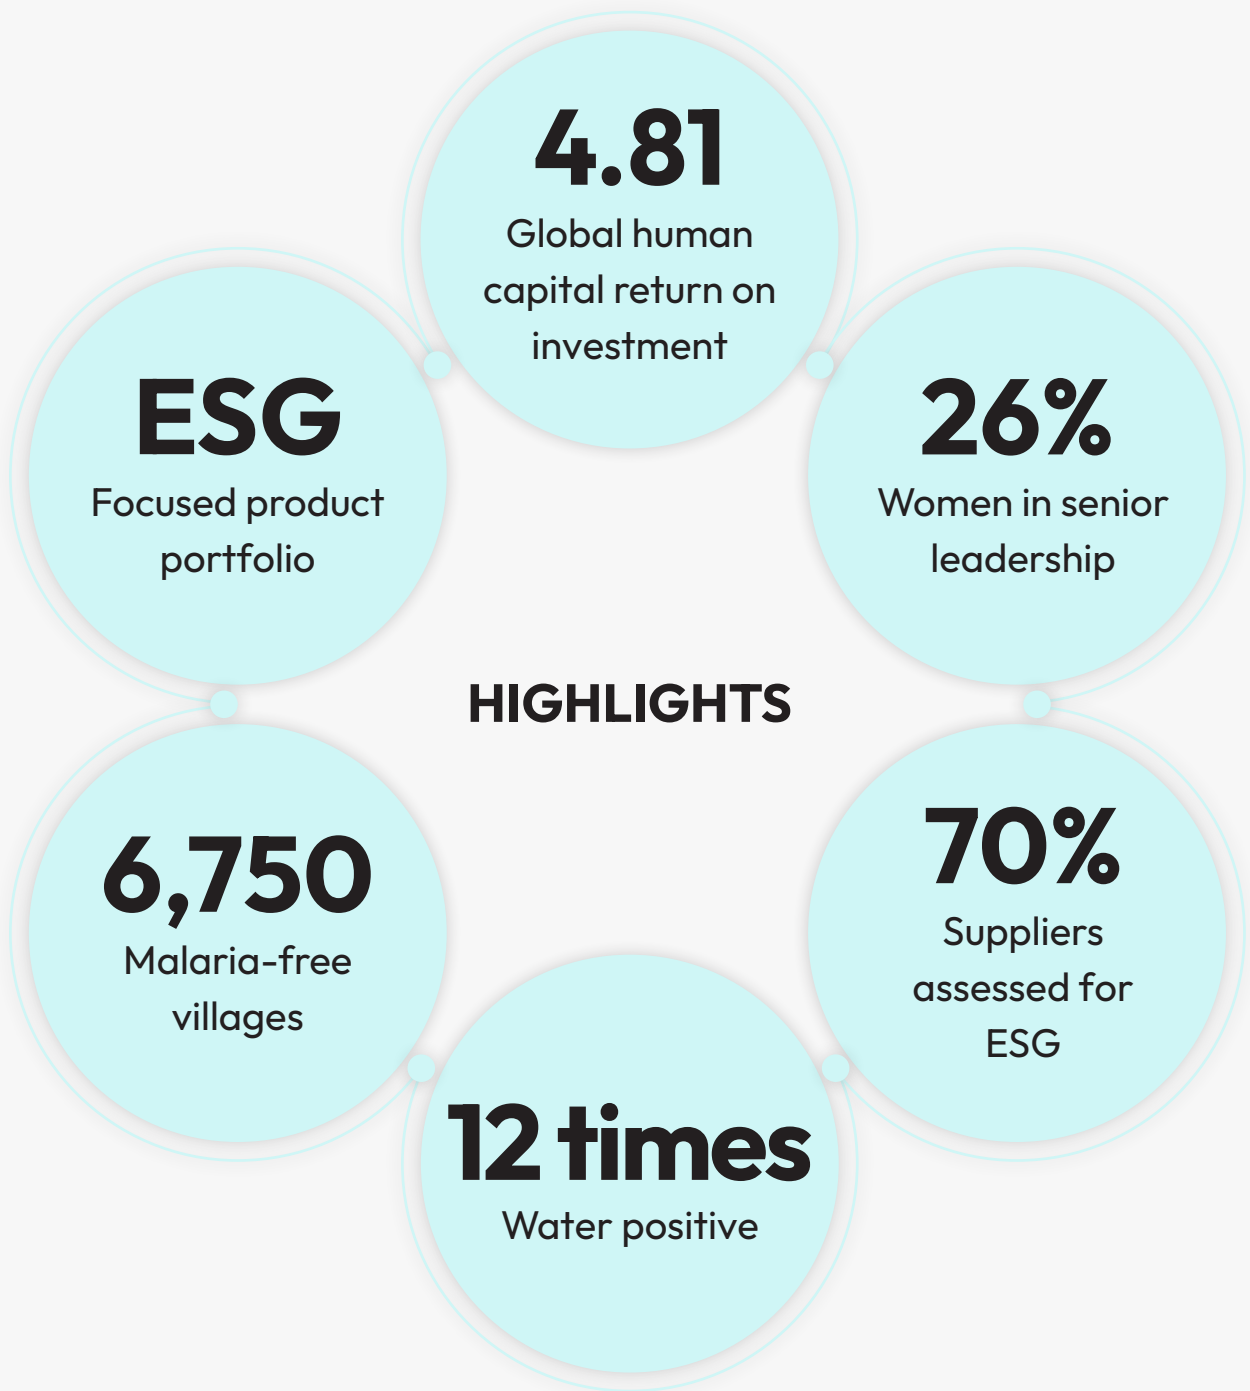 4.81
Global human
capital return on
investment
ESG
Focused product
portfolio
26%
Women in senior
leadership
HIGHLIGHTS
6,750
Malaria-free
villages
70%
Suppliers
assessed for
ESG
12 times
Water positive